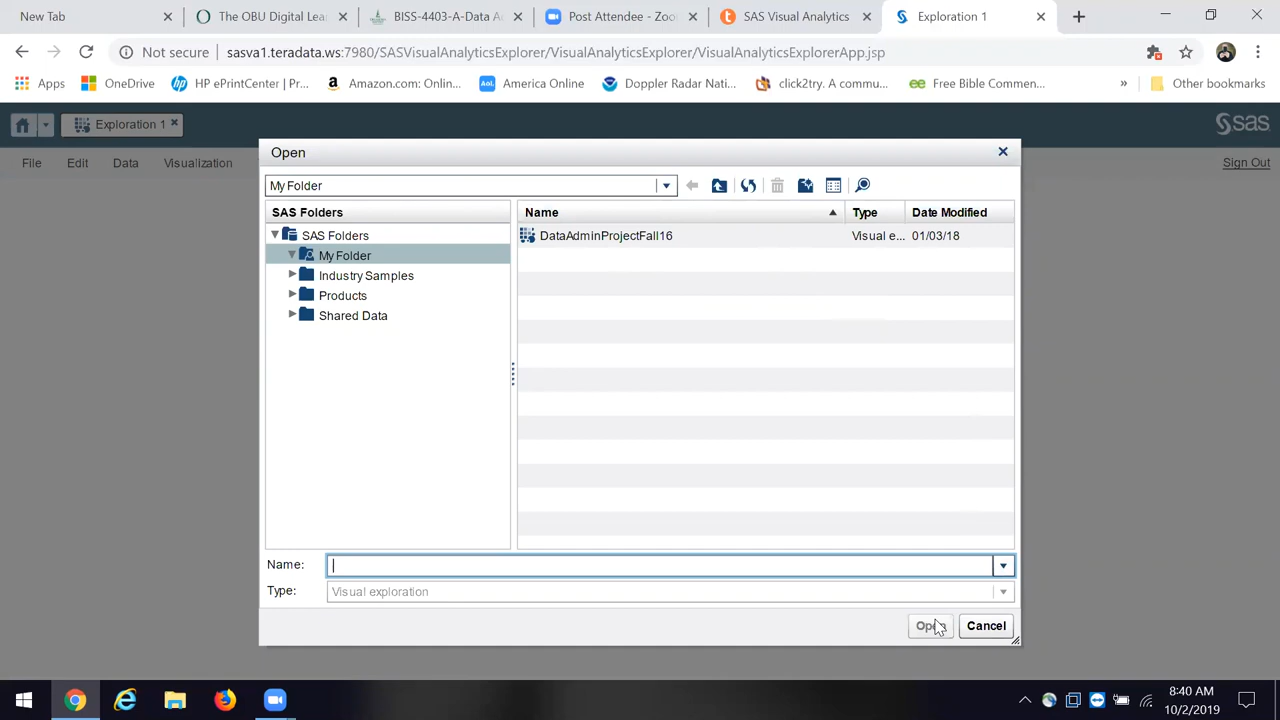 New Tab
The OBU Digital Lea
BISS-4403-A-Data A
Post Attendee - Zoo
SAS Visual Analytics
Exploration 1
Not secure
sasva1.teradata.ws:7980/SASVisualAnalyticsExplorer/VisualAnalyticsExplorer/VisualAnalyticsExplorerApp.jsp
Apps
OneDrive
HP ePrintCenter | Pr...
Amazon.com: Onlin...
America Online
Doppler Radar Natio...
click2try. A commu...
Free Bible Commen...
»
Other bookmarks
Exploration 1
sas
File
Edit
Data
Visualization
Sign Out
Open
My Folder
SAS Folders
Name
Type
Date Modified
SAS Folders
DataAdminProjectFall16
Visual e...
01/03/18
My Folder
Industry Samples
Products
Shared Data
Name:
Type:
Visual exploration
Open
Cancel
8:40 AM
10/2/2019